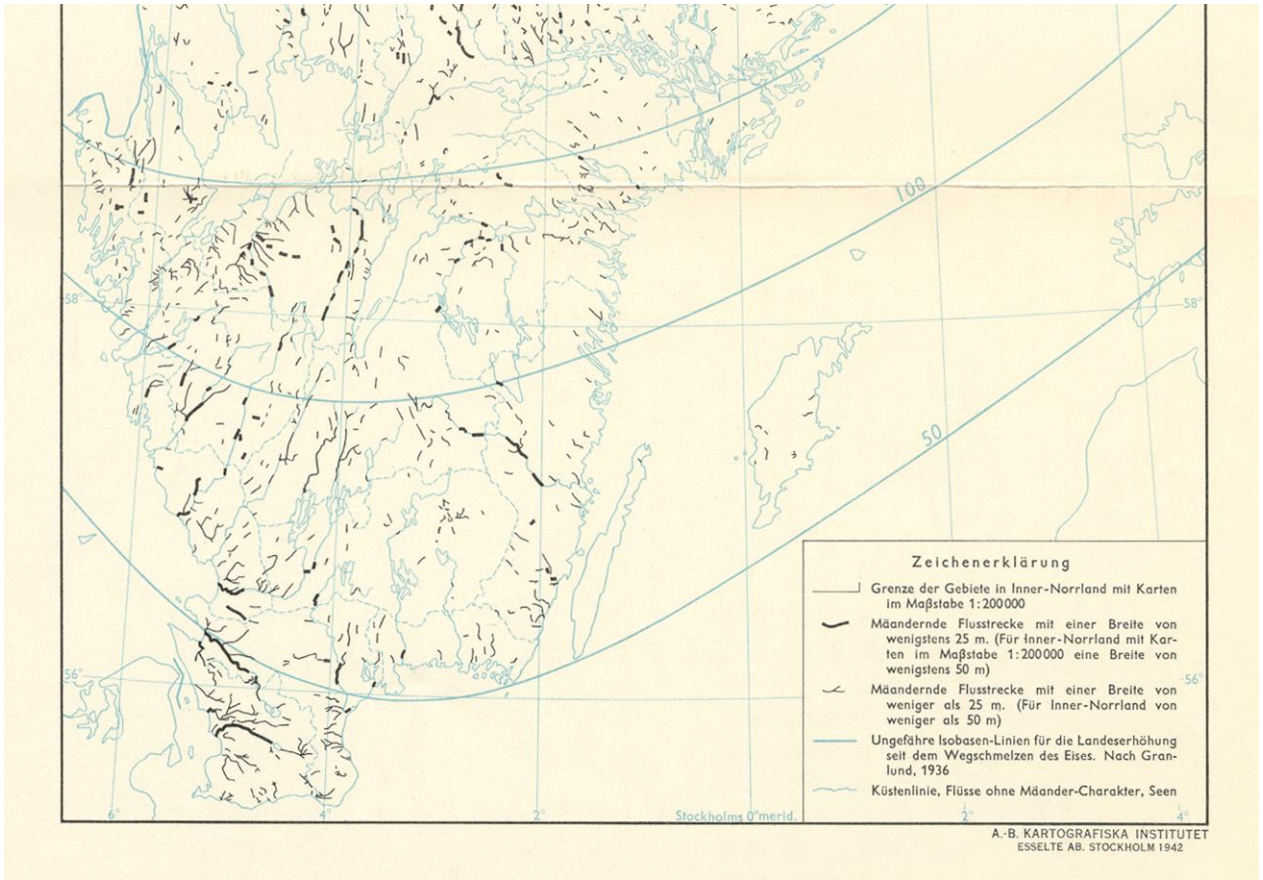 100
58°
58°
50
Zeichenerklärung
Grenze der Gebiete in Inner-Norrland mit Karten
im Maßstabe 1:200000
Mäandernde Flusstrecke mit einer Breite von
wenigstens 25 m. (Für Inner-Norrland mit Kar-
ten im Maßstabe 1:200000 eine Breite von
wenigstens 50 m)
Mäandernde Flusstrecke mit einer Breite von
weniger als 25 m. (Für Inner-Norrland von
weniger als 50 m)
Ungefähre Isobasen-Linien für die Landeserhöhung
seit dem Wegschmelzen des Eises. Nach Gran-
lund, 1936
Küstenlinie, Flüsse ohne Mäander-Charakter, Seen
56°
56°
6°
4°
2°
Stockholms 0°merid.
2°
4°
A.-B. KARTOGRAFISKA INSTITUTET
ESSELTE AB. STOCKHOLM 1942